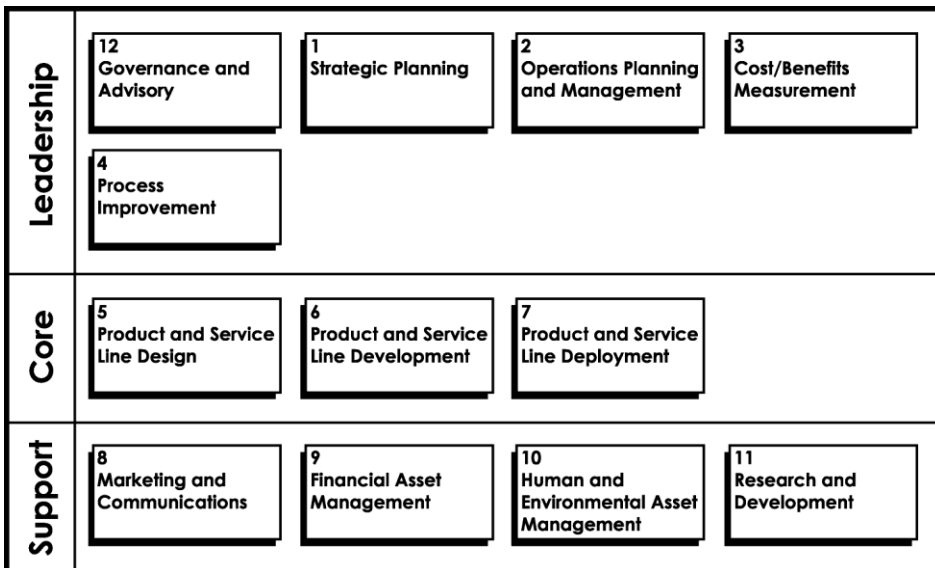 Leadership
12
Governance and
Advisory
1
Strategic Planning
2
Operations Planning
and Management
3
Cost/Benefits
Measurement
4
Process
Improvement
Core
5
Product and Service
Line Design
6
Product and Service
Line Development
7
Product and Service
Line Deployment
Support
8
Marketing and
Communications
9
Financial Asset
Management
10
Human and
Environmental Asset
Management
11
Research and
Development